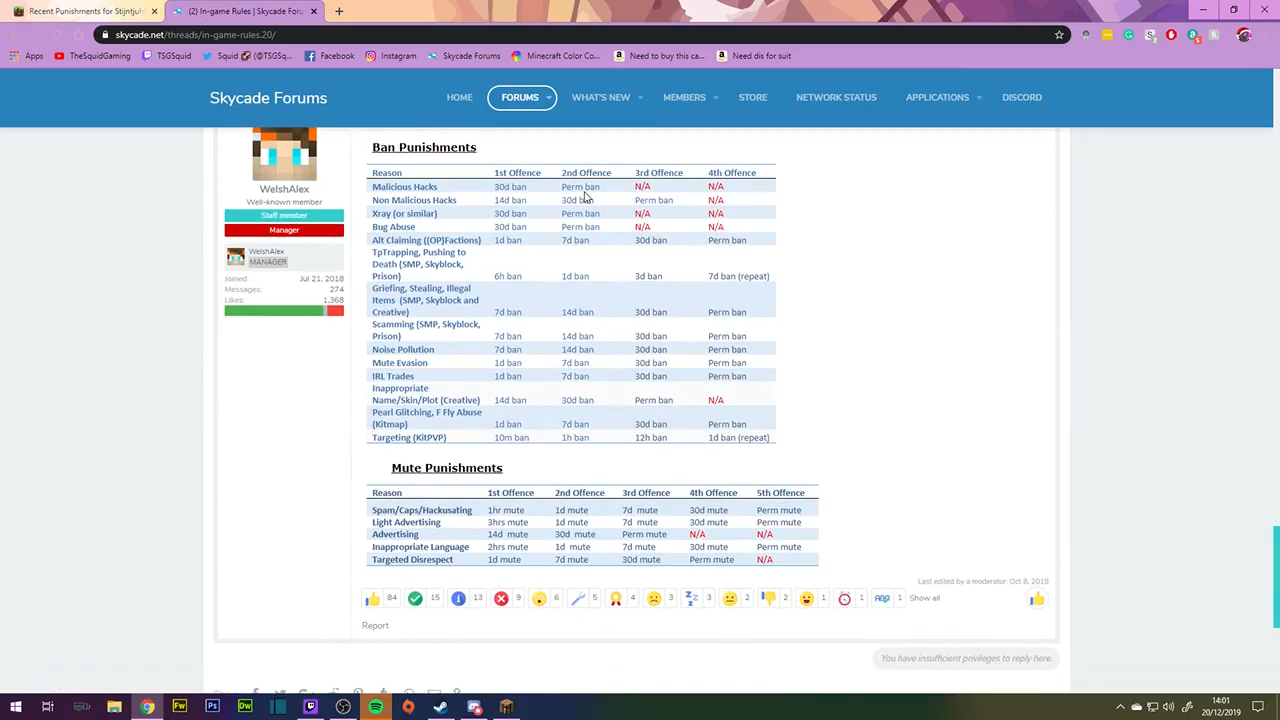 Recent Punishments for Stintjuh
(2) In-game Rules | skycade.net
skycade.net/threads/in-game-rules.20/
Apps
YouTube
TheSquidGaming
TSGSquid
Squid (@TSGSq...
Facebook
Instagram
Skycade Forums
Minecraft Color Co...
Need to buy this ca...
Need dis for suit
Skycade Forums
HOME
FORUMS
WHAT'S NEW
MEMBERS
STORE
NETWORK STATUS
APPLICATIONS
DISCORD
WelshAlex
Well-known member
Staff member
Manager
WelshAlex
MANAGER
Joined: Jul 21, 2018
Messages: 274
Likes: 1,368
Ban Punishments
Reason 1st Offence 2nd Offence 3rd Offence 4th Offence
Malicious Hacks 30d ban Perm ban N/A N/A
Non Malicious Hacks 14d ban 30d ban Perm ban N/A
Xray (or similar) 30d ban Perm ban N/A N/A
Bug Abuse 30d ban Perm ban N/A N/A
Alt Claiming ((OP)Factions) 1d ban 7d ban 30d ban Perm ban
TpTrapping, Pushing to
Death (SMP, Skyblock,
Prison) 6h ban 1d ban 3d ban 7d ban (repeat)
Griefing, Stealing, Illegal
Items (SMP, Skyblock and
Creative) 7d ban 14d ban 30d ban Perm ban
Scamming (SMP, Skyblock,
Prison) 7d ban 14d ban 30d ban Perm ban
Noise Pollution 7d ban 14d ban 30d ban Perm ban
Mute Evasion 1d ban 7d ban 30d ban Perm ban
IRL Trades 1d ban 7d ban 30d ban Perm ban
Inappropriate
Name/Skin/Plot (Creative) 14d ban 30d ban Perm ban N/A
Pearl Glitching, F Fly Abuse
(Kitmap) 1d ban 7d ban 30d ban Perm ban
Targeting (KitPVP) 10m ban 1h ban 12h ban 1d ban (repeat)
Mute Punishments
Reason 1st Offence 2nd Offence 3rd Offence 4th Offence 5th Offence
Spam/Caps/Hackusating 1hr mute 1d mute 7d mute 30d mute Perm mute
Light Advertising 3hrs mute 1d mute 7d mute 30d mute Perm mute
Advertising 14d mute 30d mute Perm mute N/A N/A
Inappropriate Language 2hrs mute 1d mute 7d mute 30d mute Perm mute
Targeted Disrespect 1d mute 7d mute 30d mute Perm mute N/A
Last edited by a moderator: Oct 8, 2018
84 15 13 9 6 5 4 3 3 2 2 1 1 1 Show all
Report
You have insufficient privileges to reply here.
14:01
20/12/2019